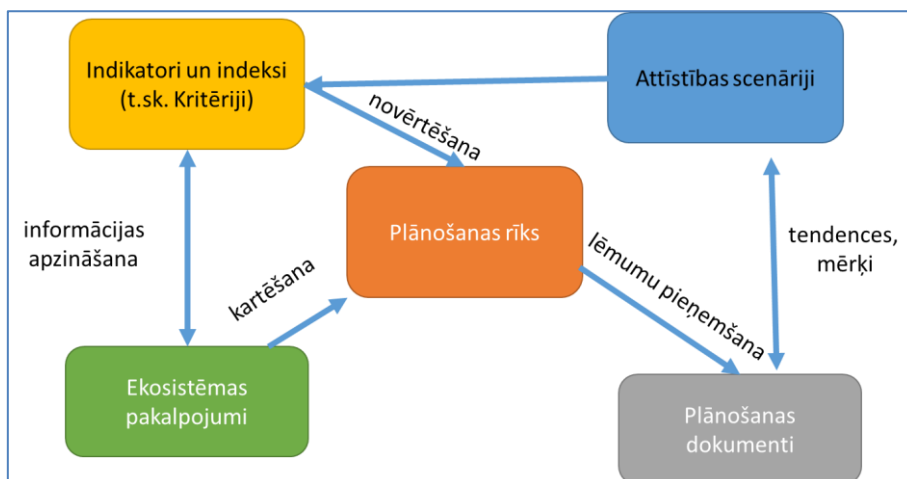 Indikatori un indeksi
(t.sk. Kritēriji)
Attīstības scenāriji
novērtēšana
informācijas
apzināšana
Plānošanas rīks
tendences,
mērķi
kartēšana
lēmumu pieņemšana
Ekosistēmas
pakalpojumi
Plānošanas
dokumenti